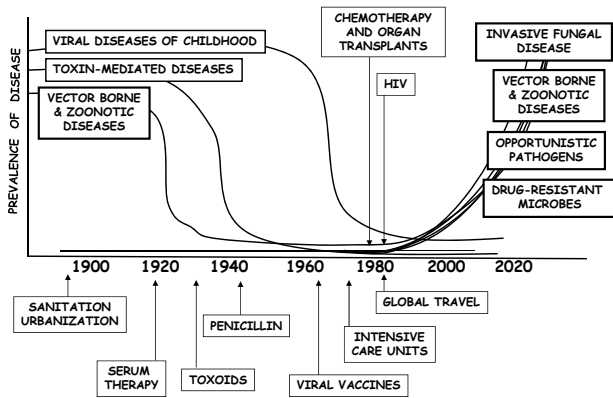 VIRAL DISEASES OF CHILDHOOD
TOXIN-MEDIATED DISEASES
VECTOR BORNE
& ZOONOTIC
DISEASES
PREVALENCE OF DISEASE
CHEMOTHERAPY
AND ORGAN
TRANSPLANTS
HIV
INVASIVE FUNGAL
DISEASE
VECTOR BORNE
& ZOONOTIC
DISEASES
OPPORTUNISTIC
PATHOGENS
DRUG-RESISTANT
MICROBES
1900 1920 1940 1960 1980 2000 2020
SANITATION
URBANIZATION
SERUM
THERAPY
TOXOIDS
PENICILLIN
VIRAL VACCINES
INTENSIVE
CARE UNITS
GLOBAL TRAVEL